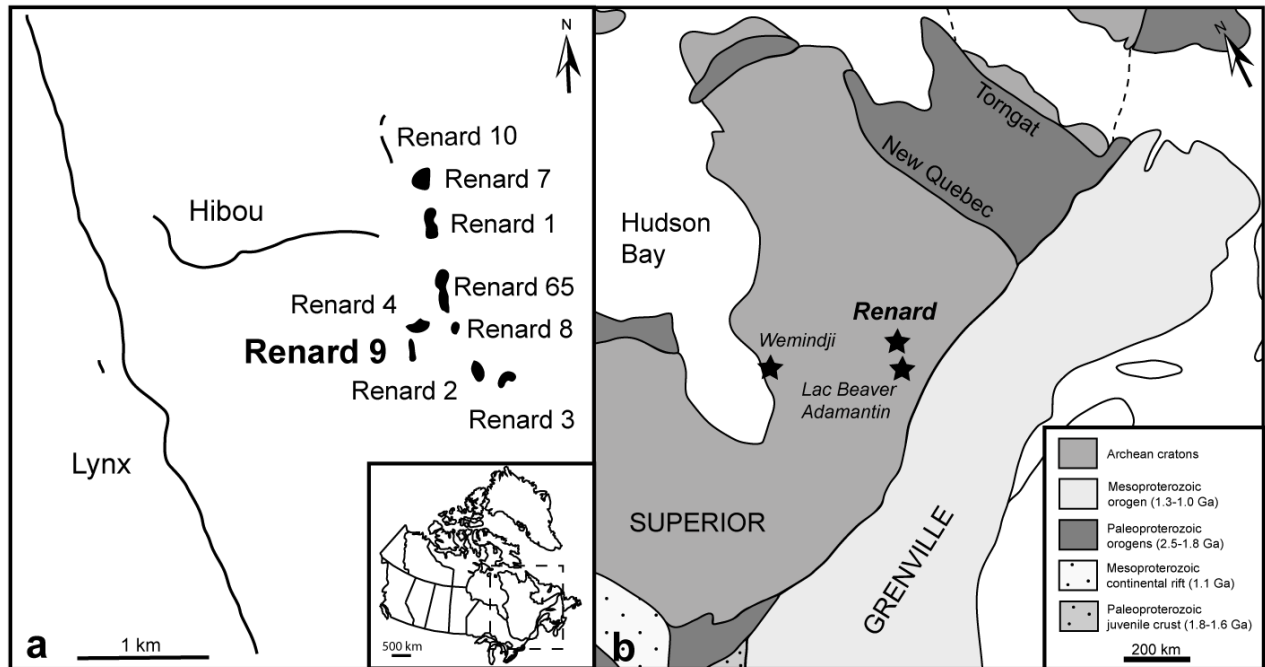 N
Renard 10
Renard 7
Hibou
Renard 1
Renard 65
Renard 4
Renard 8
Renard 9
Renard 2
Renard 3
Lynx
500 km
a
1 km
N
Torngat
New Quebec
Hudson
Bay
Renard
Wemindji
Lac Beaver
Adamantin
SUPERIOR
GRENVILLE
Archean cratons
Mesoproterozoic
orogen (1.3-1.0 Ga)
Paleoproterozoic
orogens (2.5-1.8 Ga)
Mesoproterozoic
continental rift (1.1 Ga)
Paleoproterozoic
juvenile crust (1.8-1.6 Ga)
b
200 km